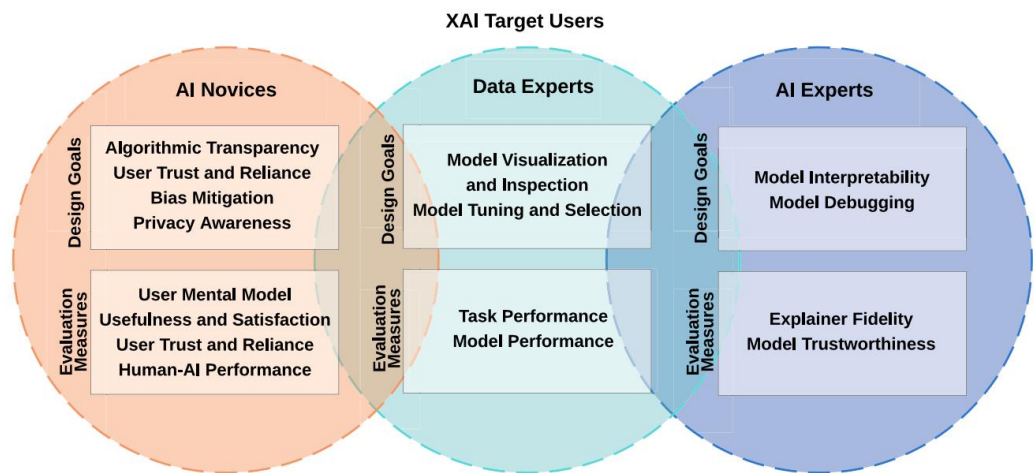 XAI Target Users
AI Novices
Design Goals
Algorithmic Transparency
User Trust and Reliance
Bias Mitigation
Privacy Awareness
Evaluation
Measures
User Mental Model
Usefulness and Satisfaction
User Trust and Reliance
Human-AI Performance
Data Experts
Design Goals
Model Visualization
and Inspection
Model Tuning and Selection
Evaluation
Measures
Task Performance
Model Performance
AI Experts
Design Goals
Model Interpretability
Model Debugging
Evaluation
Measures
Explainer Fidelity
Model Trustworthiness